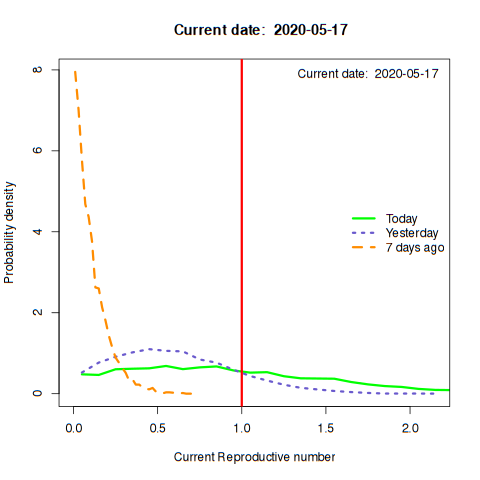 Current date:  2020-05-17
Current date:  2020-05-17
Probability density
8
6
4
2
0
Today
Yesterday
7 days ago
0.0 0.5 1.0 1.5 2.0
Current Reproductive number